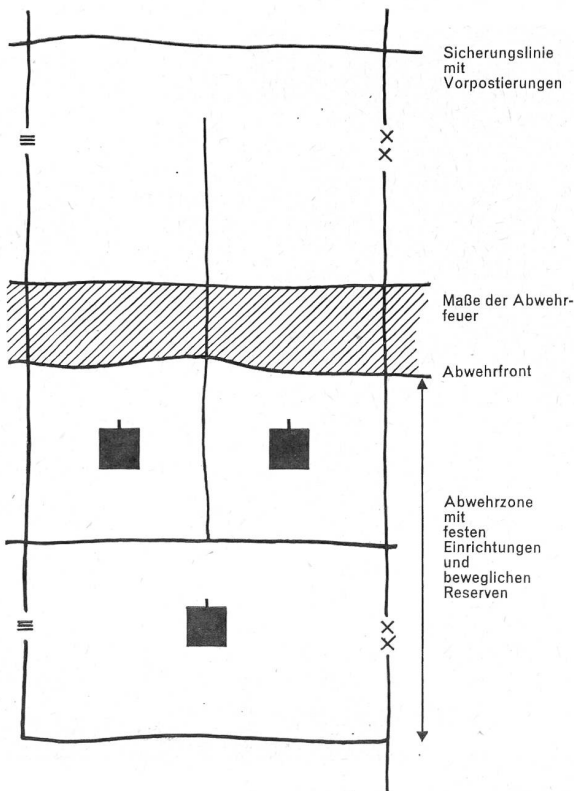 Sicherungslinie
mit
Vorpostierungen
Maße der Abwehr-
feuer
Abwehrfront
Abwehrzone
mit
festen
Einrichtungen
und
beweglichen
Reserven